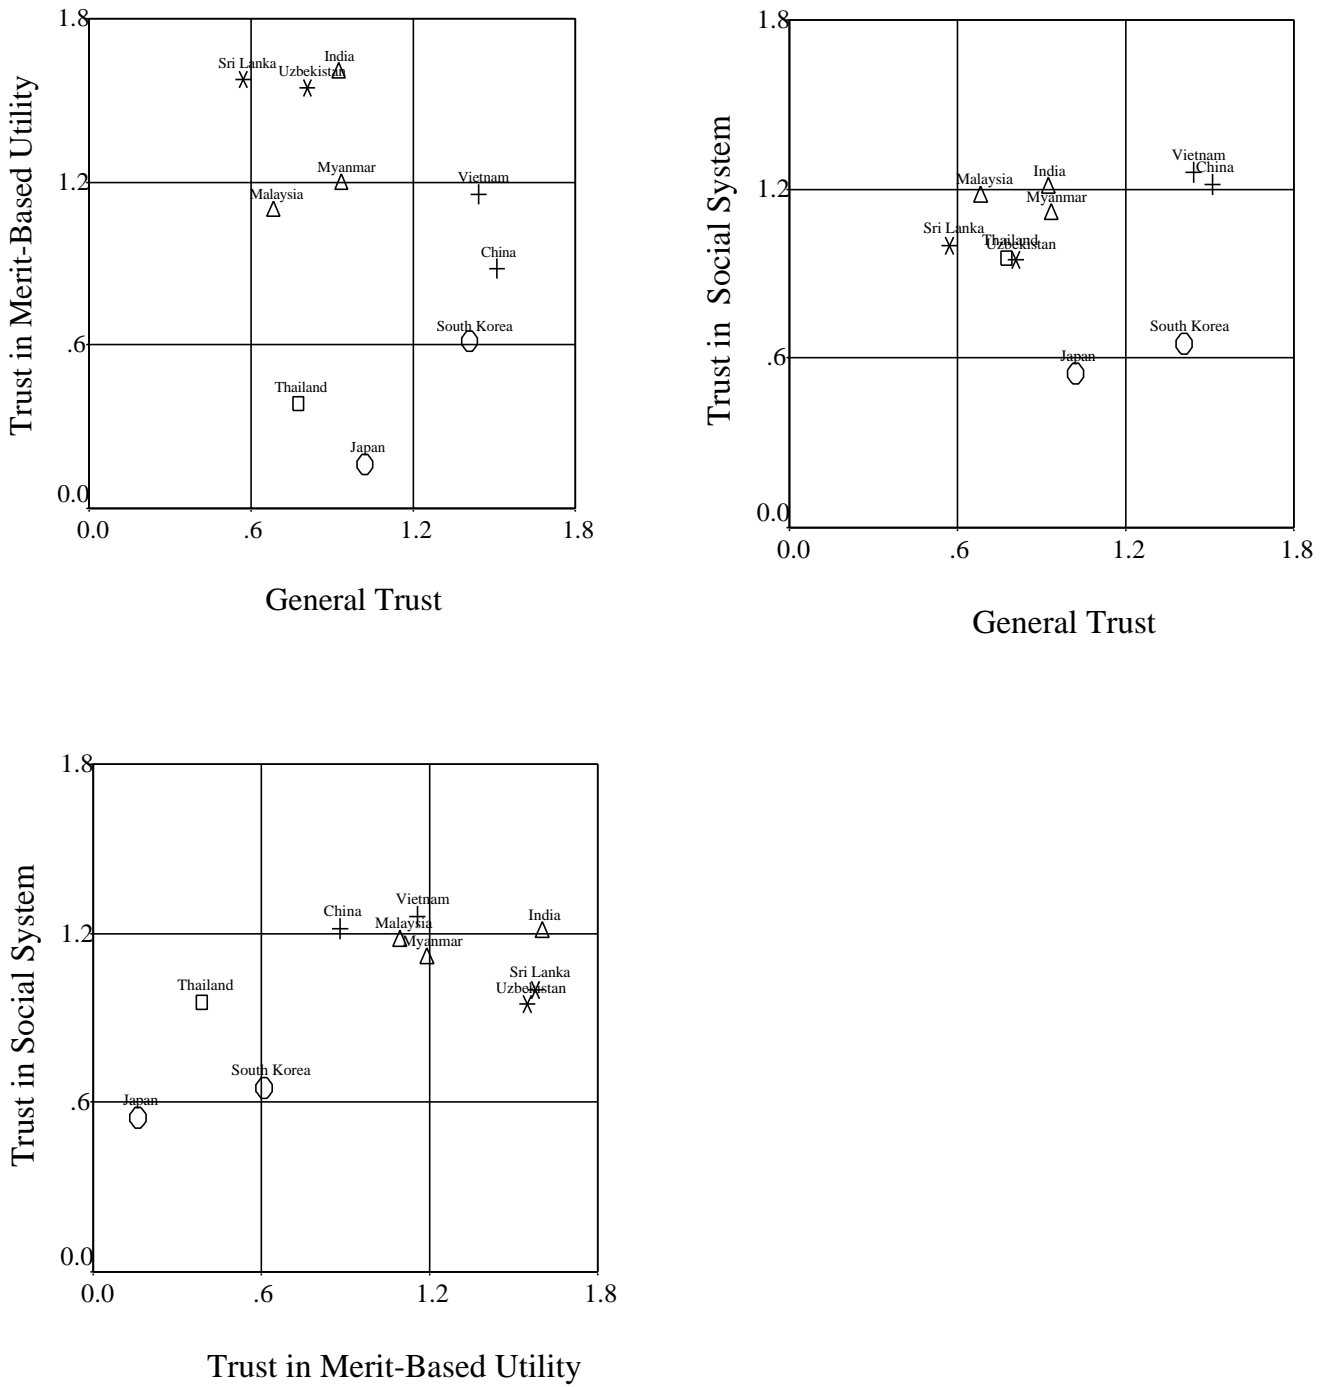 1.8
1.2
.6
0.0
Trust in Merit-Based Utility
Sri Lanka
Uzbekistan
India
Myanmar
Malaysia
Vietnam
China
South Korea
Thailand
Japan
0.0 .6 1.2 1.8
General Trust
1.8
1.2
.6
0.0
Trust in Social System
Vietnam
China
India
Malaysia
Myanmar
Sri Lanka
Thailand
Uzbekistan
South Korea
Japan
0.0 .6 1.2 1.8
General Trust
1.8
1.2
.6
0.0
Trust in Social System
Vietnam
China
India
Malaysia
Myanmar
Sri Lanka
Uzbekistan
Thailand
South Korea
Japan
0.0 .6 1.2 1.8
Trust in Merit-Based Utility